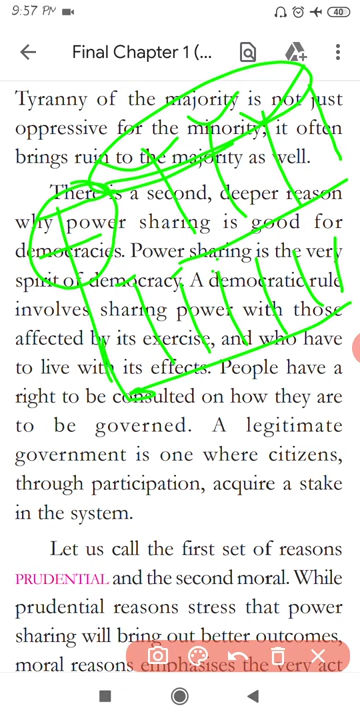 9:57 PM
40
Final Chapter 1 (...
Tyranny of the majority is not just
oppressive for the minority; it often
brings ruin to the majority as well.
There is a second, deeper reason
why power sharing is good for
democracies. Power sharing is the very
spirit of democracy. A democratic rule
involves sharing power with those
affected by its exercise, and who have
to live with its effects. People have a
right to be consulted on how they are
to be governed. A legitimate
government is one where citizens,
through participation, acquire a stake
in the system.
Let us call the first set of reasons
PRUDENTIAL and the second moral. While
prudential reasons stress that power
sharing will bring out better outcomes,
moral reasons emphasises the very act